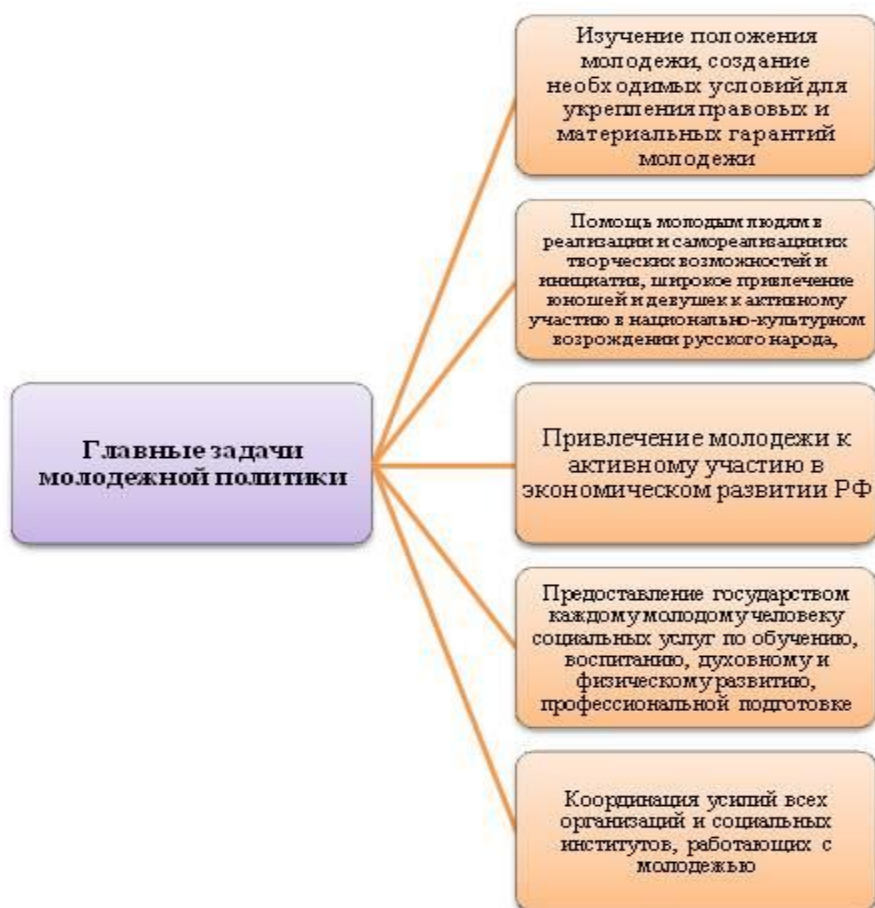 Изучение положения
молодежи, создание
необходимых условий для
укрепления правовых и
материальных гарантий
молодежи
Помощь молодым людям в
реализации и самореализации их
творческих возможностей и
инициатив, широкое привлечение
юношей и девушек к активному
участию в национально-культурном
возрождении русского народа,
Главные задачи
молодежной политики
Привлечение молодежи к
активному участию в
экономическом развитии РФ
Предоставление государством
каждому молодому человеку
социальных услуг по обучению,
воспитанию, духовному и
физическому развитию,
профессиональной подготовке
Координация усилий всех
организаций и социальных
институтов, работающих с
молодежью